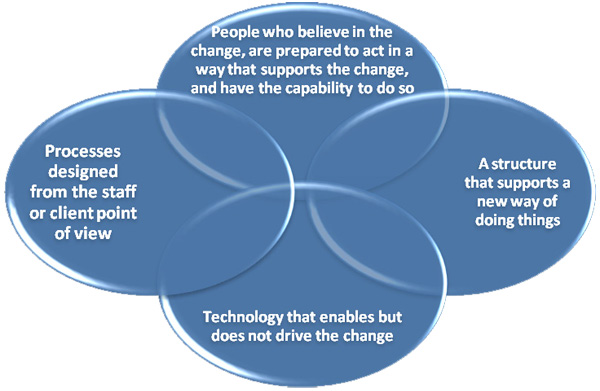 People who believe in the
change, are prepared to act in a
way that supports the change,
and have the capability to do so
Processes
designed
from the staff
or client point
of view
A structure
that supports a
new way of
doing things
Technology that enables but
does not drive the change